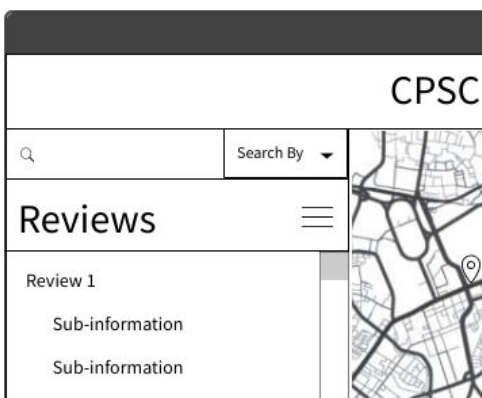 CPSC
Search By
Reviews
Review 1
Sub-information
Sub-information